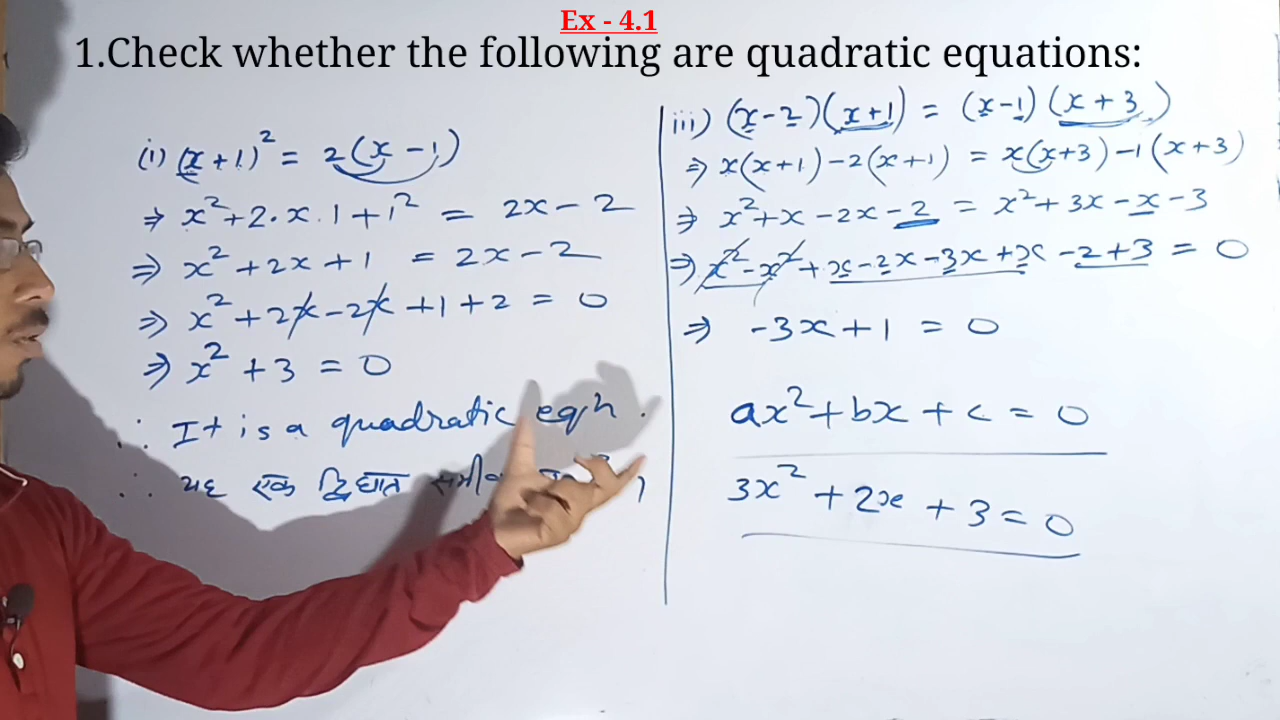 Ex - 4.1
1.Check whether the following are quadratic equations:
(i) (x+1)² = 2(x-1)
⇒ x²+2·x·1+1² = 2x-2
⇒ x²+2x+1 = 2x-2
⇒ x²+2x-2x+1+2 = 0
⇒ x²+3 = 0
∴ It is a quadratic eqn.
∴ यह एक द्विघात
iii) (x-2)(x+1) = (x-1)(x+3)
⇒ x(x+1)-2(x+1) = x(x+3)-1(x+3)
⇒ x²+x-2x-2 = x²+3x-x-3
⇒ x²-x²+x-2x-3x+x-2+3 = 0
⇒ -3x+1 = 0
ax²+bx+c = 0
3x²+2x+3=0